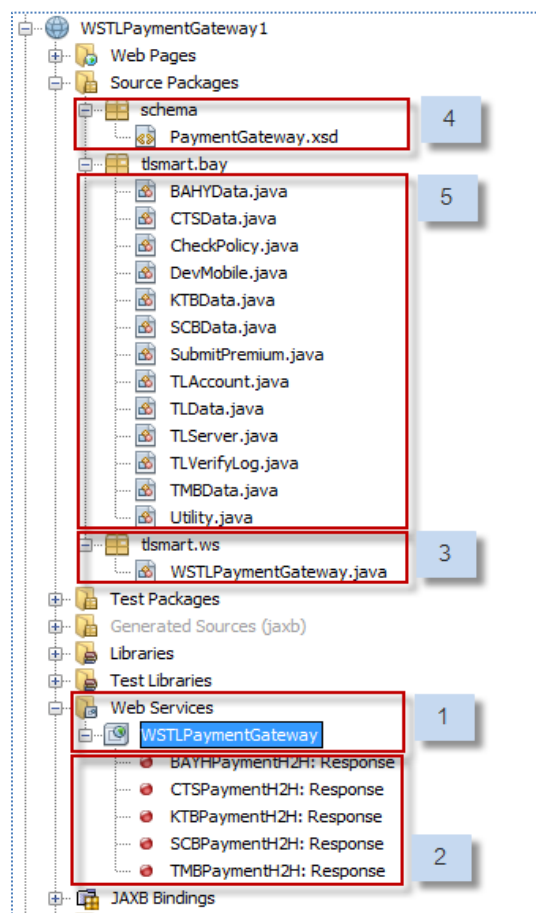 WSTLPaymentGateway1
Web Pages
Source Packages
schema
4
PaymentGateway.xsd
tlsmart.bay
BAHYData.java
5
CTSData.java
CheckPolicy.java
DevMobile.java
KTBData.java
SCBData.java
SubmitPremium.java
TLAccount.java
TLData.java
TLServer.java
TLVerifyLog.java
TMBData.java
Utility.java
tlsmart.ws
3
WSTLPaymentGateway.java
Test Packages
Generated Sources (jaxb)
Libraries
Test Libraries
Web Services
1
WSTLPaymentGateway
BAYHPaymentH2H: Response
CTSPaymentH2H: Response
KTBPaymentH2H: Response
SCBPaymentH2H: Response
2
TMBPaymentH2H: Response
JAXB Bindings